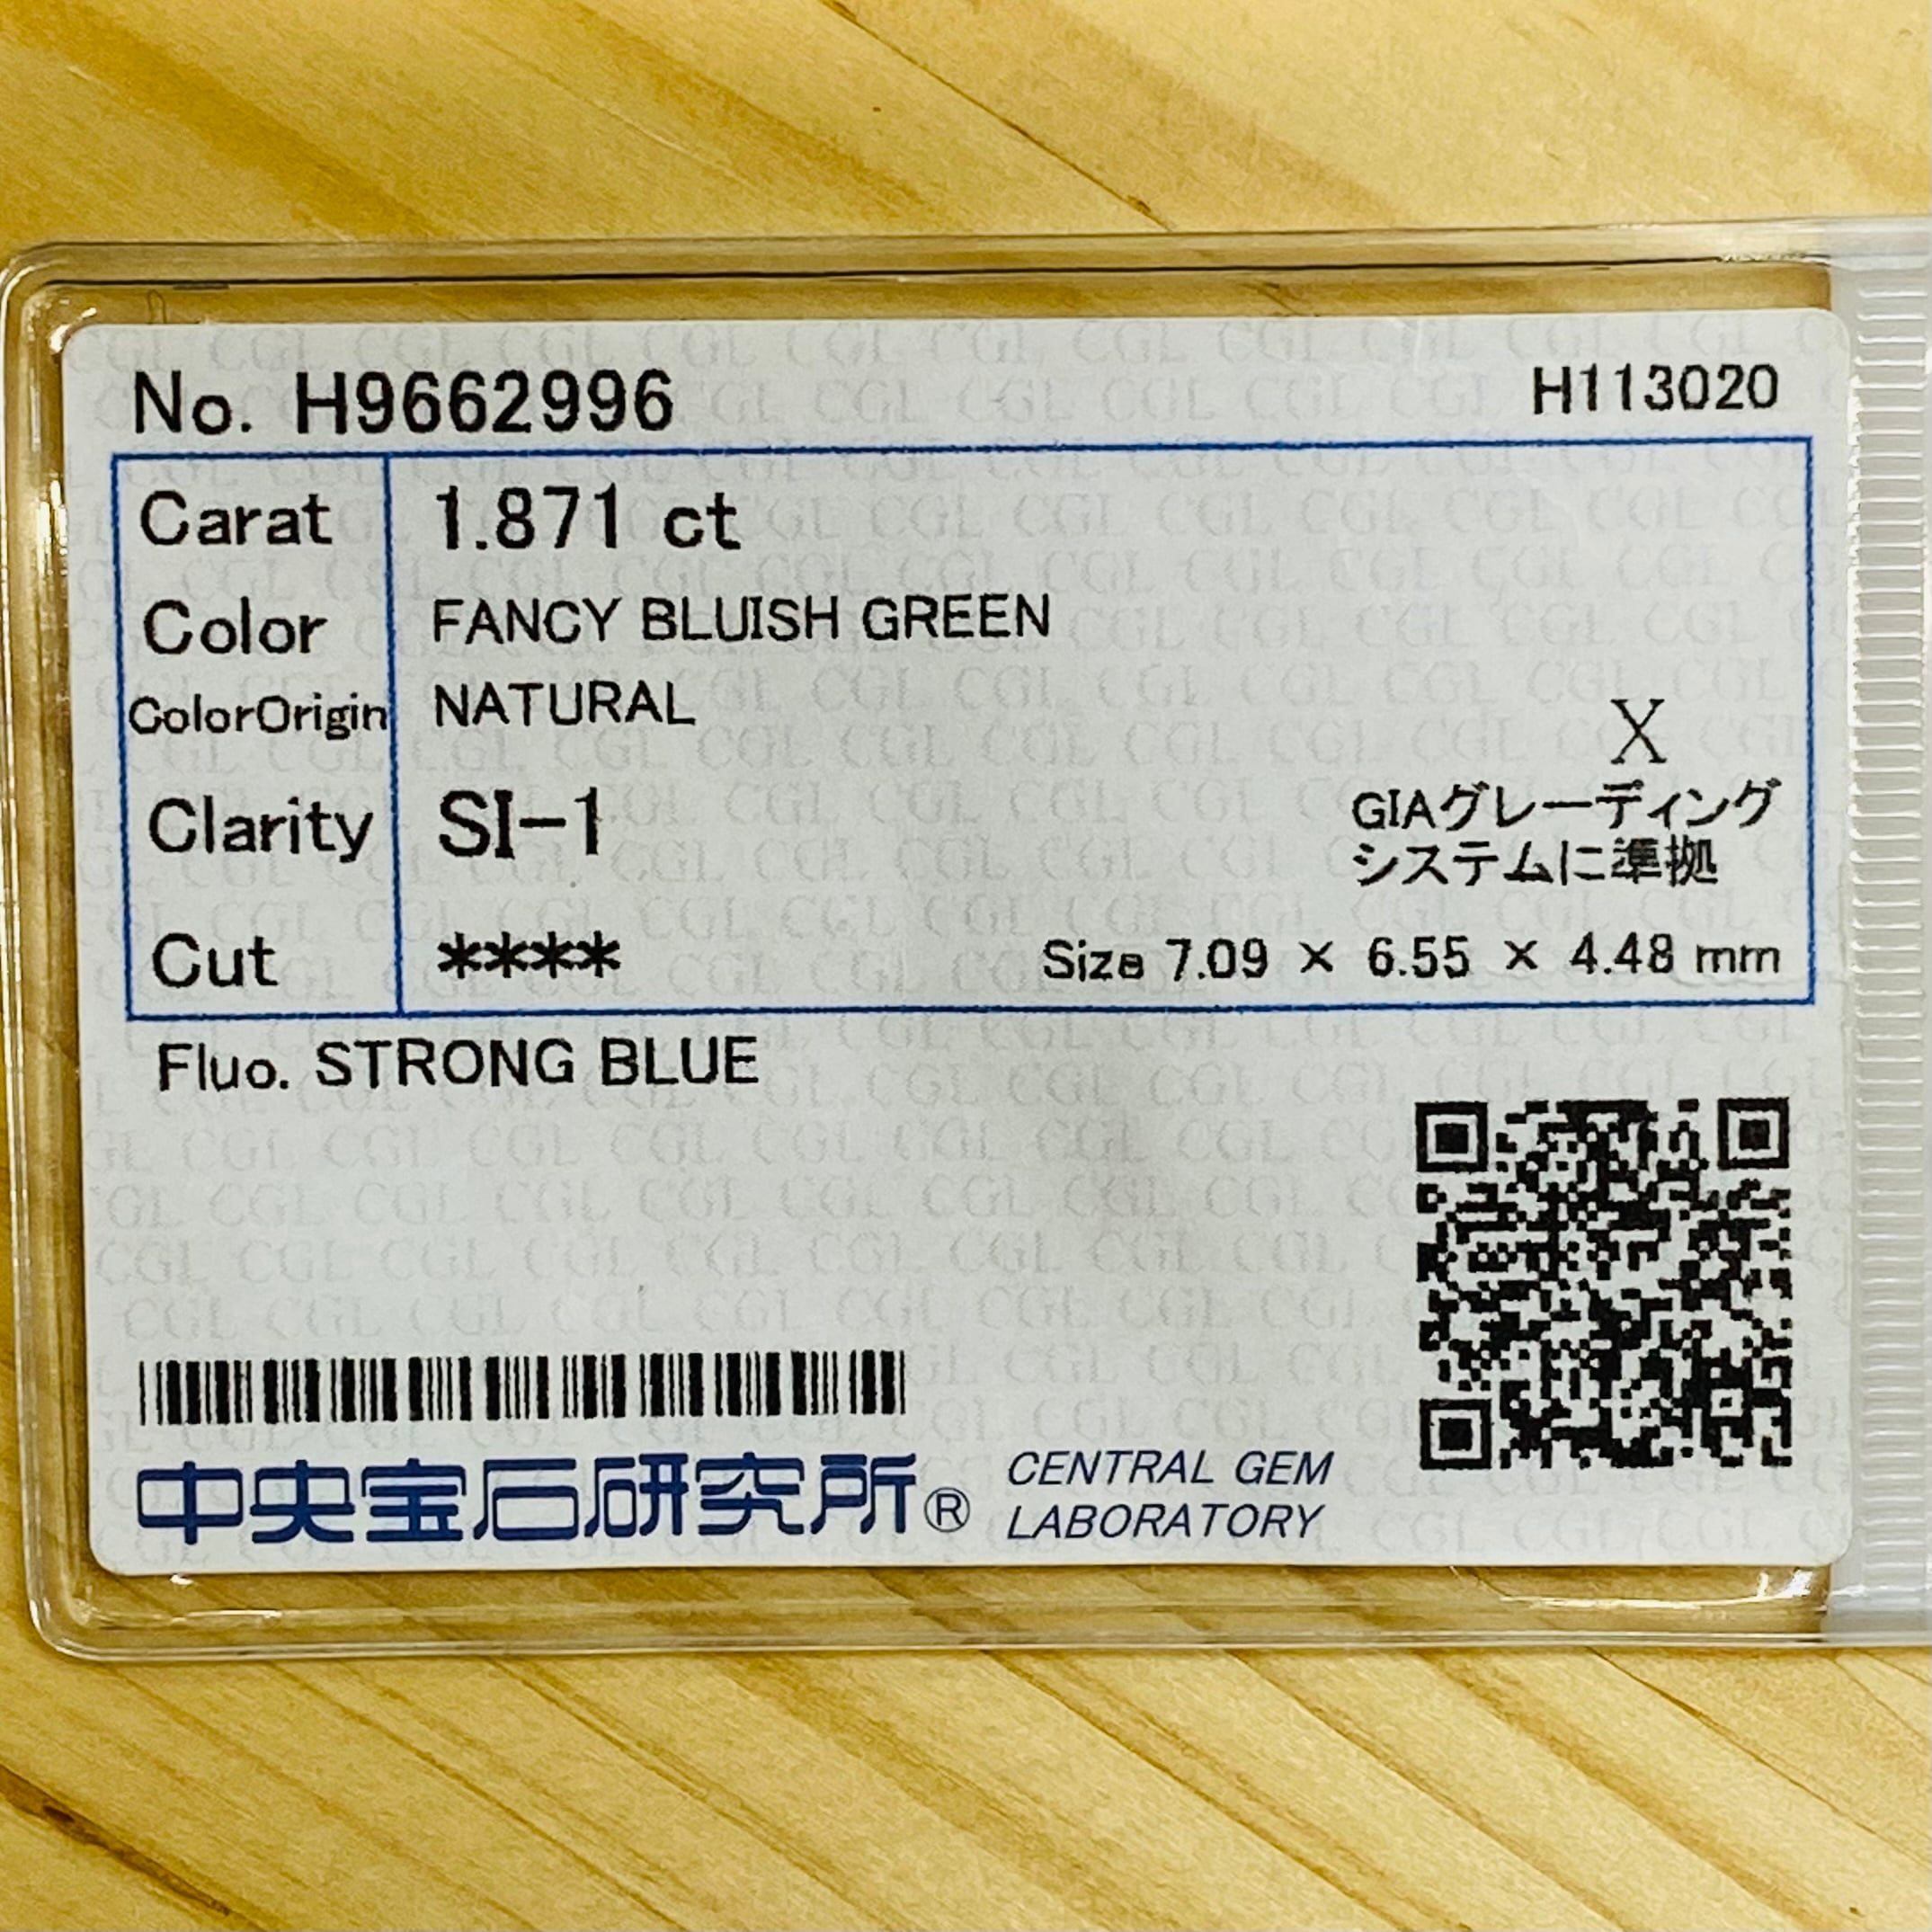 No. H9662996
H113020
Carat 1.871 ct
Color FANCY BLUISH GREEN
ColorOrigin NATURAL
X
Clarity SI-1
GIAグレーディング
システムに準拠
Cut ****
Size 7.09 × 6.55 × 4.48 mm
Fluo. STRONG BLUE
中央宝石研究所®
CENTRAL GEM
LABORATORY